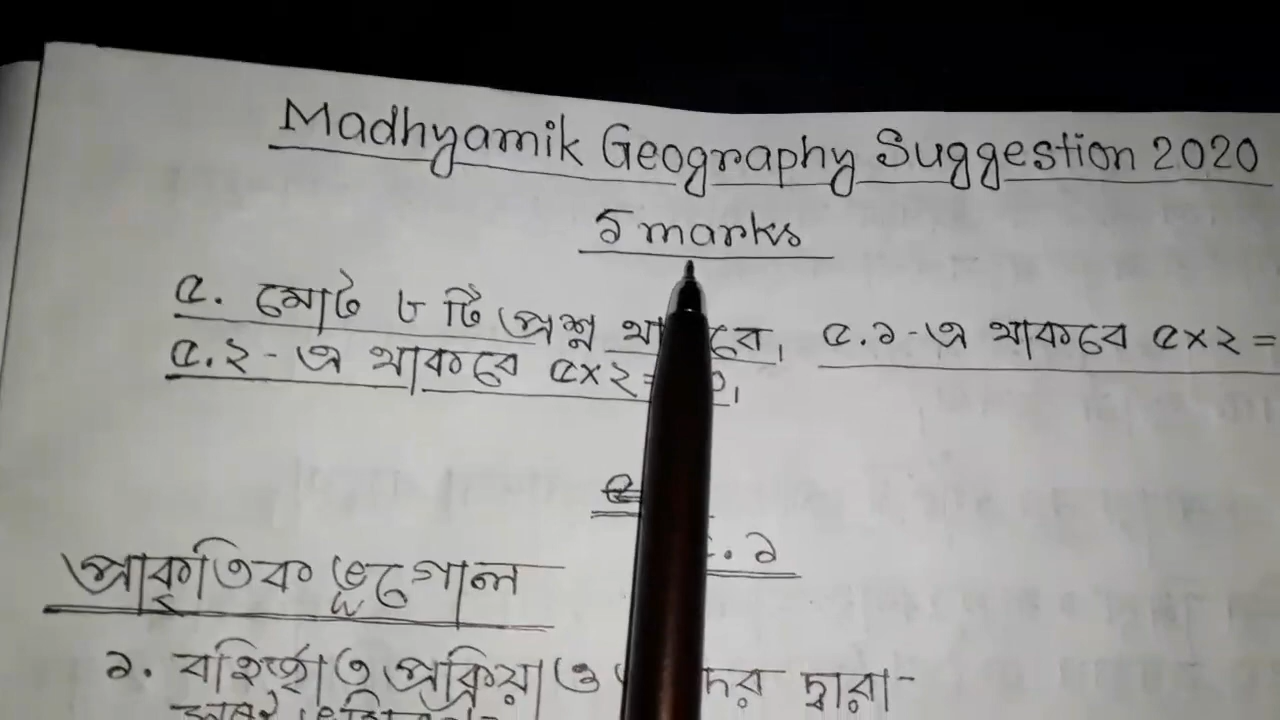 Madhyamik Geography Suggestion 2020
5 marks
৫. মোট ৮ টি প্রশ্ন থাকবে। ৫.১-এ থাকবে ৫×২=
৫.২-এ থাকবে ৫×২=
.১
প্রাকৃতিক ভূগোল
১. বহির্জাত প্রক্রিয়া ও দ্বারা-